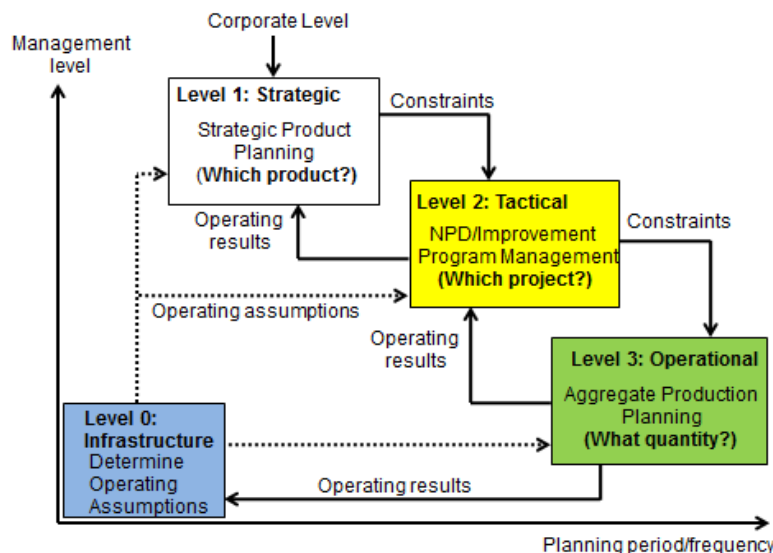 Corporate Level
Management
level
Level 1: Strategic
Strategic Product
Planning
(Which product?)
Constraints
Level 2: Tactical
NPD/Improvement
Program Management
(Which project?)
Operating
results
Constraints
Operating assumptions
Operating
results
Level 3: Operational
Aggregate Production
Planning
(What quantity?)
Level 0:
Infrastructure
Determine
Operating
Assumptions
Operating results
Planning period/frequency